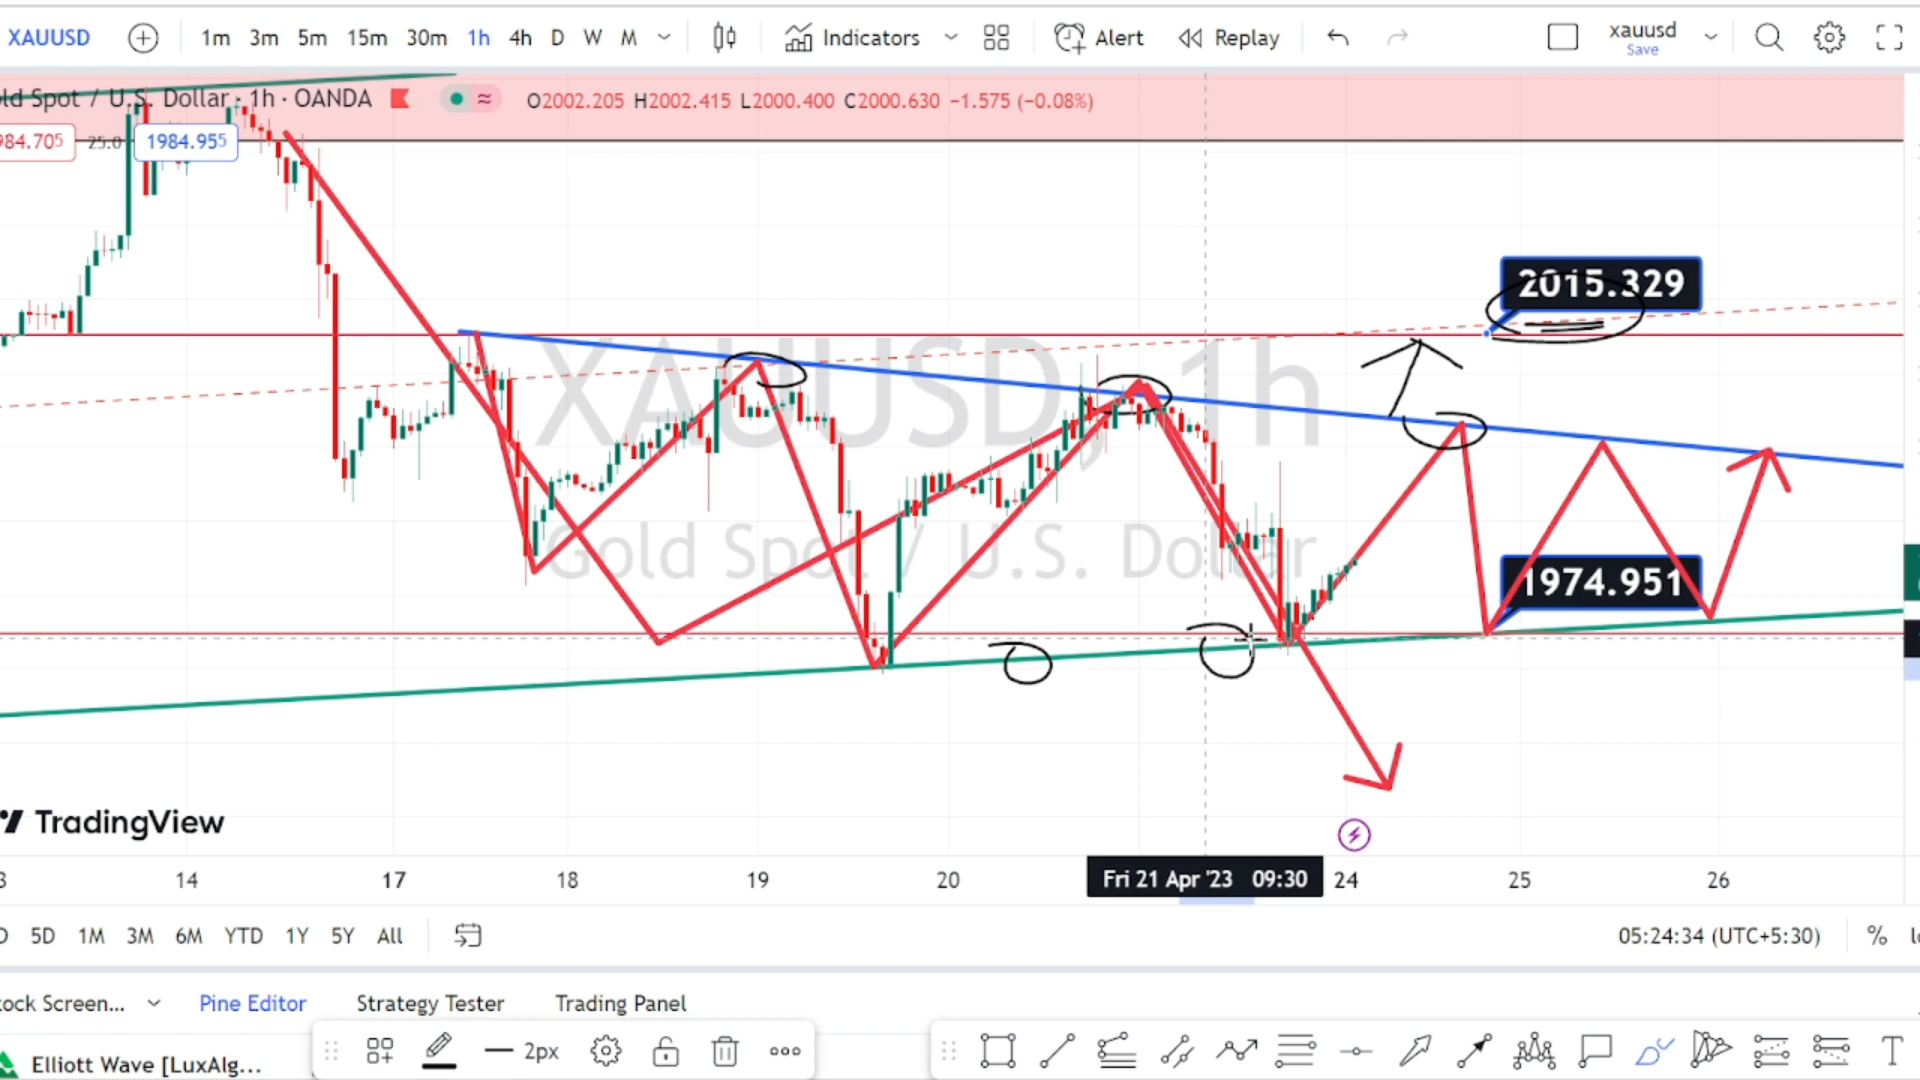 XAUUSD 1m 3m 5m 15m 30m 1h 4h D W M Indicators Alert Replay xauusd
Save
ld Spot / U.S. Dollar · 1h · OANDA O2002.205 H2002.415 L2000.400 C2000.630 −1.575 (−0.08%)
984.705 25.0 1984.955
2015.329
XAUUSD, 1h
Gold Spot / U.S. Dollar
1974.951
TradingView
3 14 17 18 19 20 Fri 21 Apr '23 09:30 24 25 26
D 5D 1M 3M 6M YTD 1Y 5Y All 05:24:34 (UTC+5:30) %
tock Screen... Pine Editor Strategy Tester Trading Panel
Elliott Wave [LuxAlg... 2px T